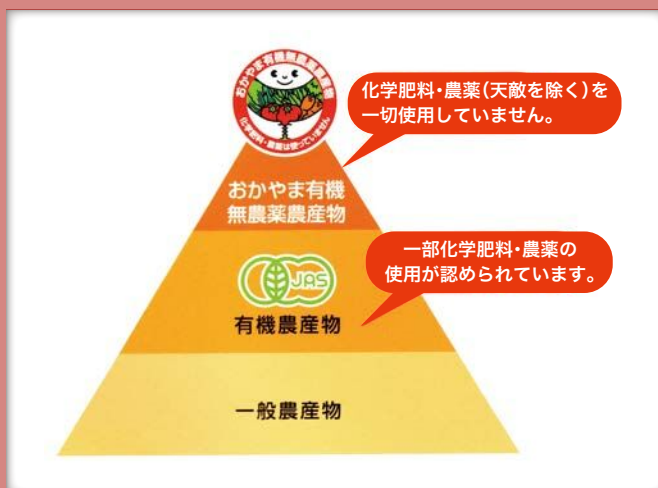 おかやま有機無農薬農産物
化学肥料・農薬は使っていません
化学肥料・農薬(天敵を除く)を
一切使用していません。
おかやま有機
無農薬農産物
一部化学肥料・農薬の
使用が認められています。
JAS
有機農産物
一般農産物